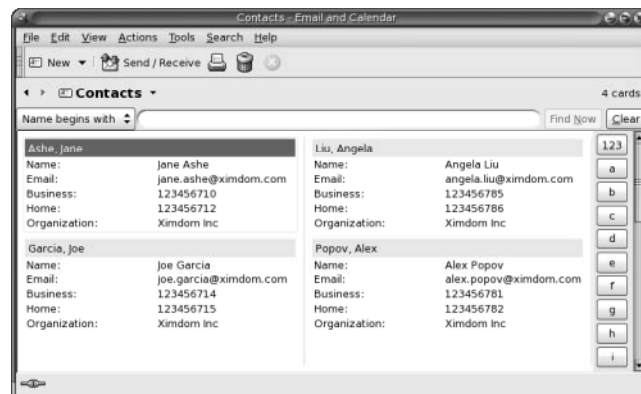 Contacts - Email and Calendar
File Edit View Actions Tools Search Help
New Send / Receive
Contacts 4 cards
Name begins with Find Now Clear
Ashe, Jane
Name: Jane Ashe
Email: jane.ashe@ximdom.com
Business: 123456710
Home: 123456712
Organization: Ximdom Inc
Garcia, Joe
Name: Joe Garcia
Email: joe.garcia@ximdom.com
Business: 123456714
Home: 123456715
Organization: Ximdom Inc
Liu, Angela
Name: Angela Liu
Email: angela.liu@ximdom.com
Business: 123456785
Home: 123456786
Organization: Ximdom Inc
Popov, Alex
Name: Alex Popov
Email: alex.popov@ximdom.com
Business: 123456781
Home: 123456782
Organization: Ximdom Inc
123
a
b
c
d
e
f
g
h
i